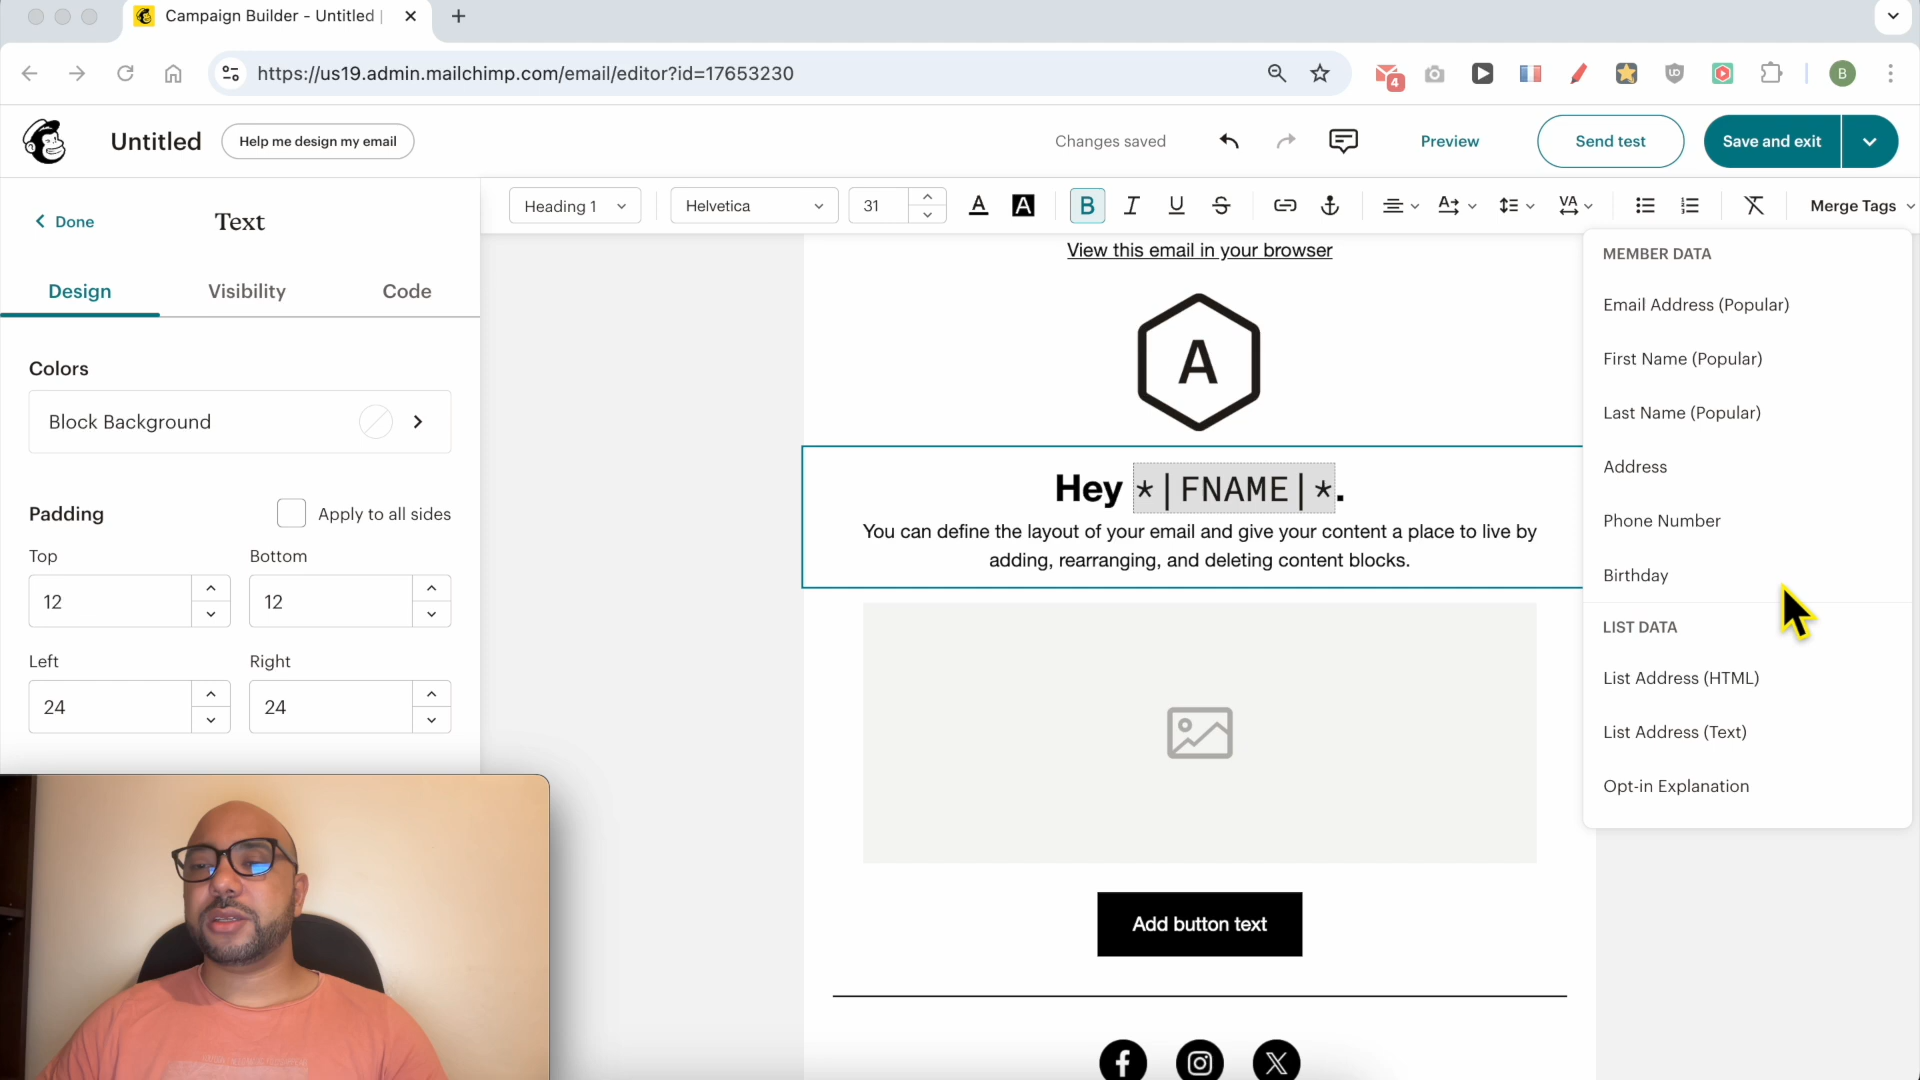 Campaign Builder - Untitled |
https://us19.admin.mailchimp.com/email/editor?id=17653230
4
UD
B
Untitled
Help me design my email
Changes saved
Preview
Send test
Save and exit
Done
Text
Heading 1
Helvetica
31
A
A
B
I
U
S
A
VA
Merge Tags
Design
Visibility
Code
Colors
Block Background
Padding
Apply to all sides
Top
Bottom
12
12
Left
Right
24
24
View this email in your browser
A
Hey *|FNAME|*.
You can define the layout of your email and give your content a place to live by
adding, rearranging, and deleting content blocks.
Add button text
MEMBER DATA
Email Address (Popular)
First Name (Popular)
Last Name (Popular)
Address
Phone Number
Birthday
LIST DATA
List Address (HTML)
List Address (Text)
Opt-in Explanation